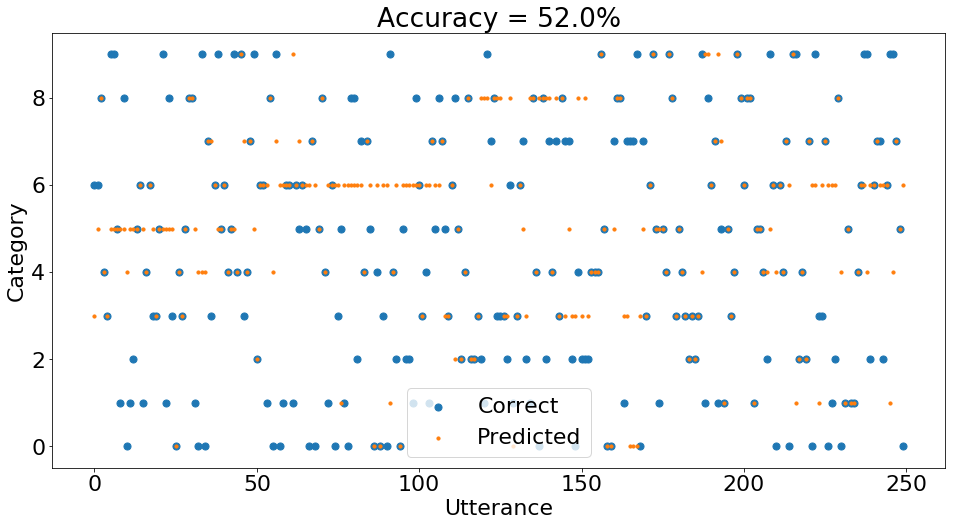 Accuracy = 52.0%
Category
8
6
4
2
0
Correct
Predicted
0 50 100 150 200 250
Utterance